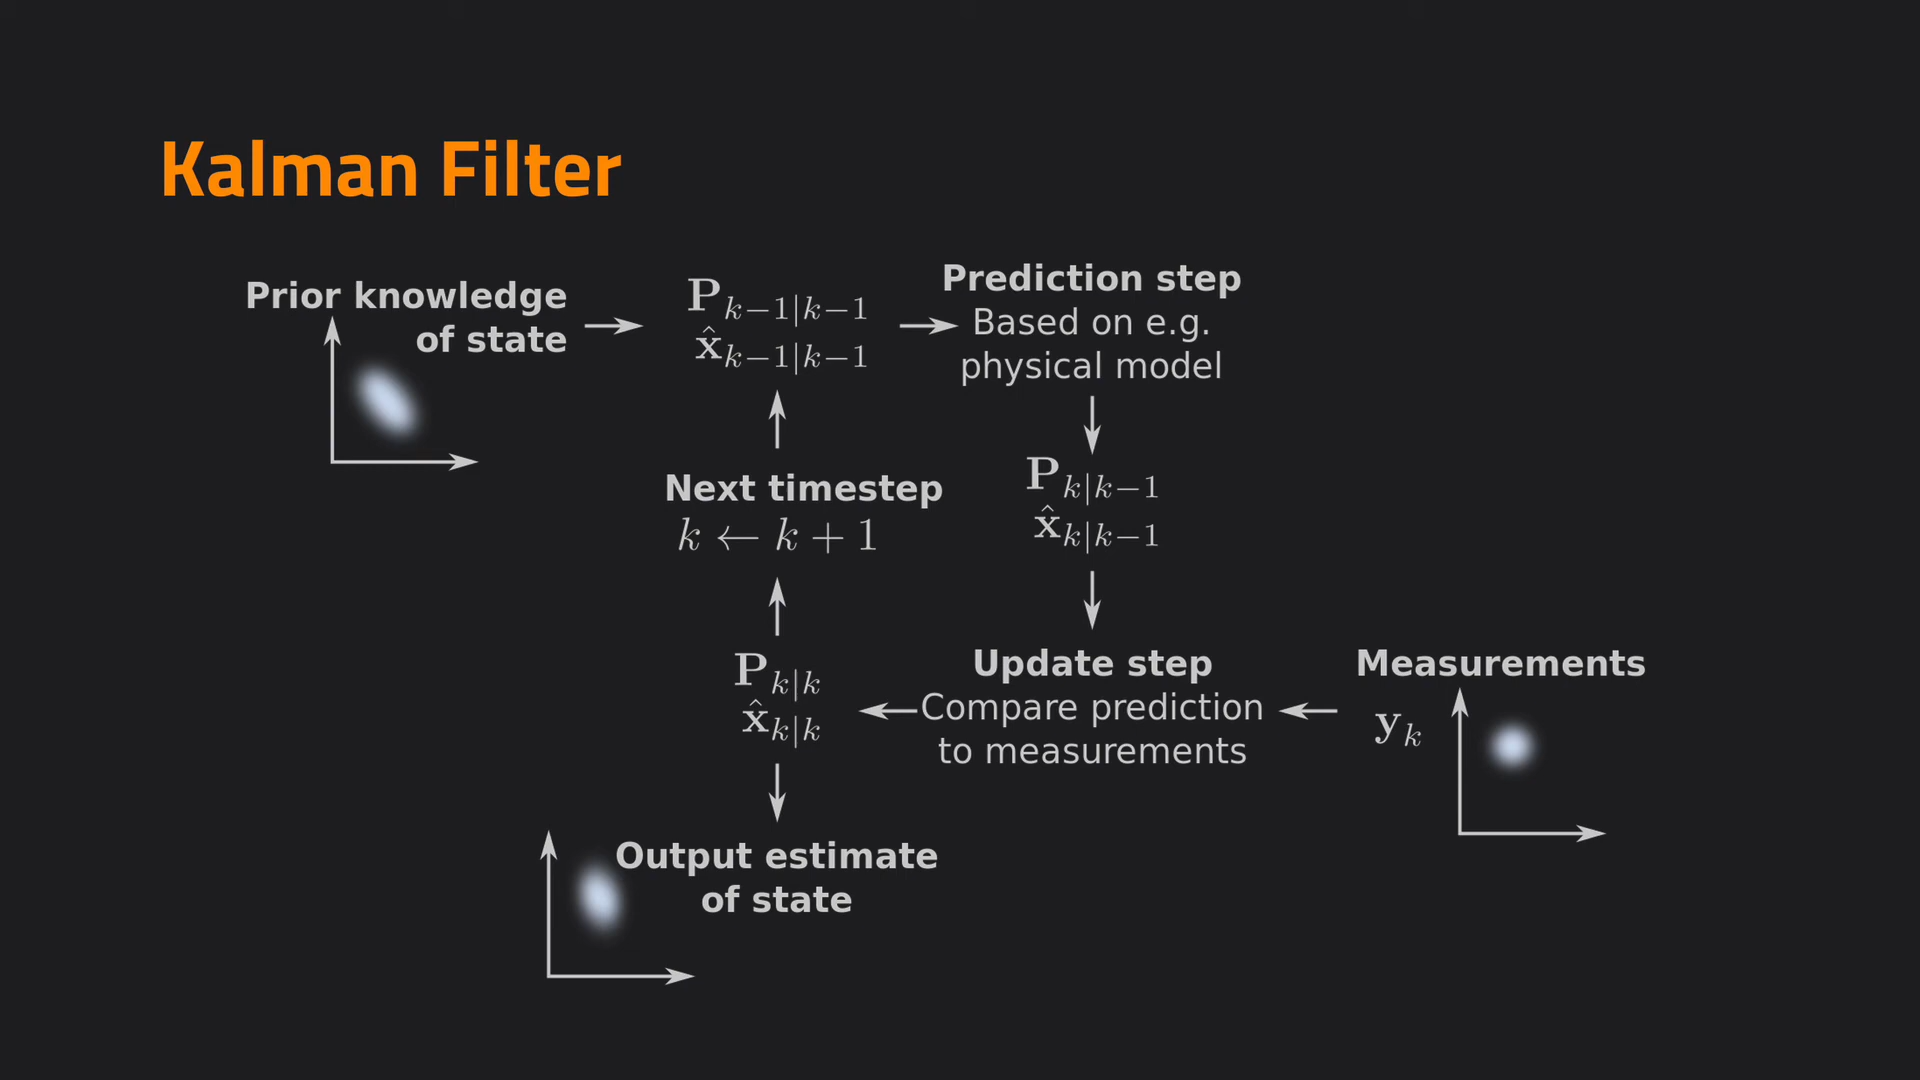 Kalman Filter
Prior knowledge
of state
P_{k−1|k−1}
x̂_{k−1|k−1}
Prediction step
Based on e.g.
physical model
Next timestep
k ← k + 1
P_{k|k−1}
x̂_{k|k−1}
P_{k|k}
x̂_{k|k}
Update step
Compare prediction
to measurements
Measurements
y_k
Output estimate
of state